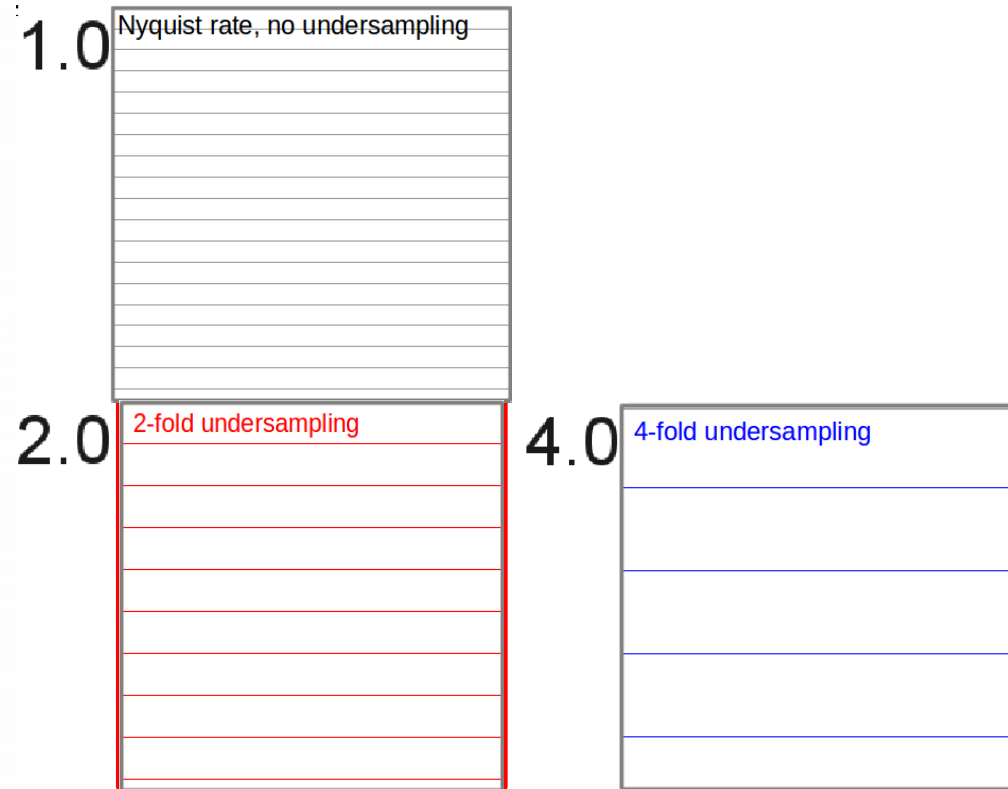 1.0
Nyquist rate, no undersampling
2.0
2-fold undersampling
4.0
4-fold undersampling